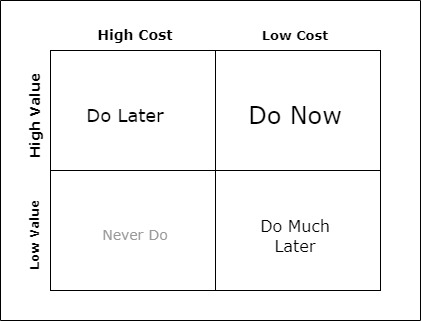 High Cost
Low Cost
High Value
Do Later
Do Now
Low Value
Never Do
Do Much
Later